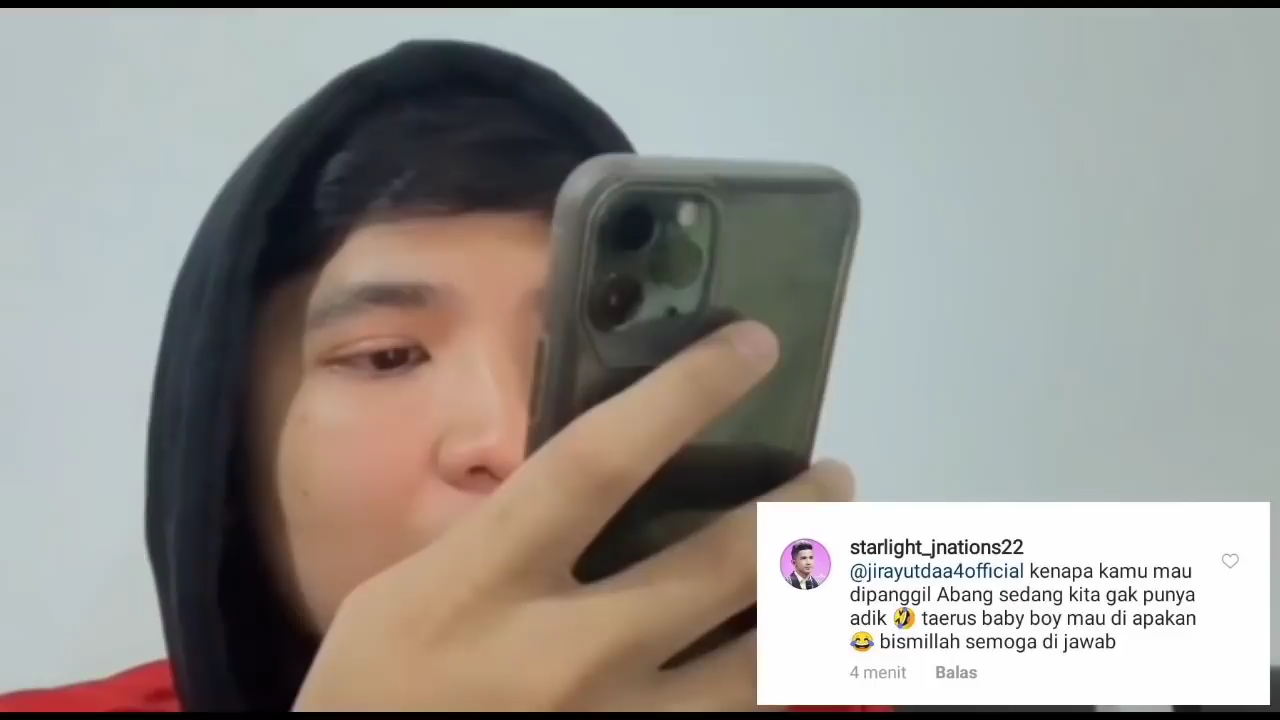 starlight_jnations22
@jirayutdaa4official kenapa kamu mau
dipanggil Abang sedang kita gak punya
adik 🤣 taerus baby boy mau di apakan
😂 bismillah semoga di jawab
4 menit Balas